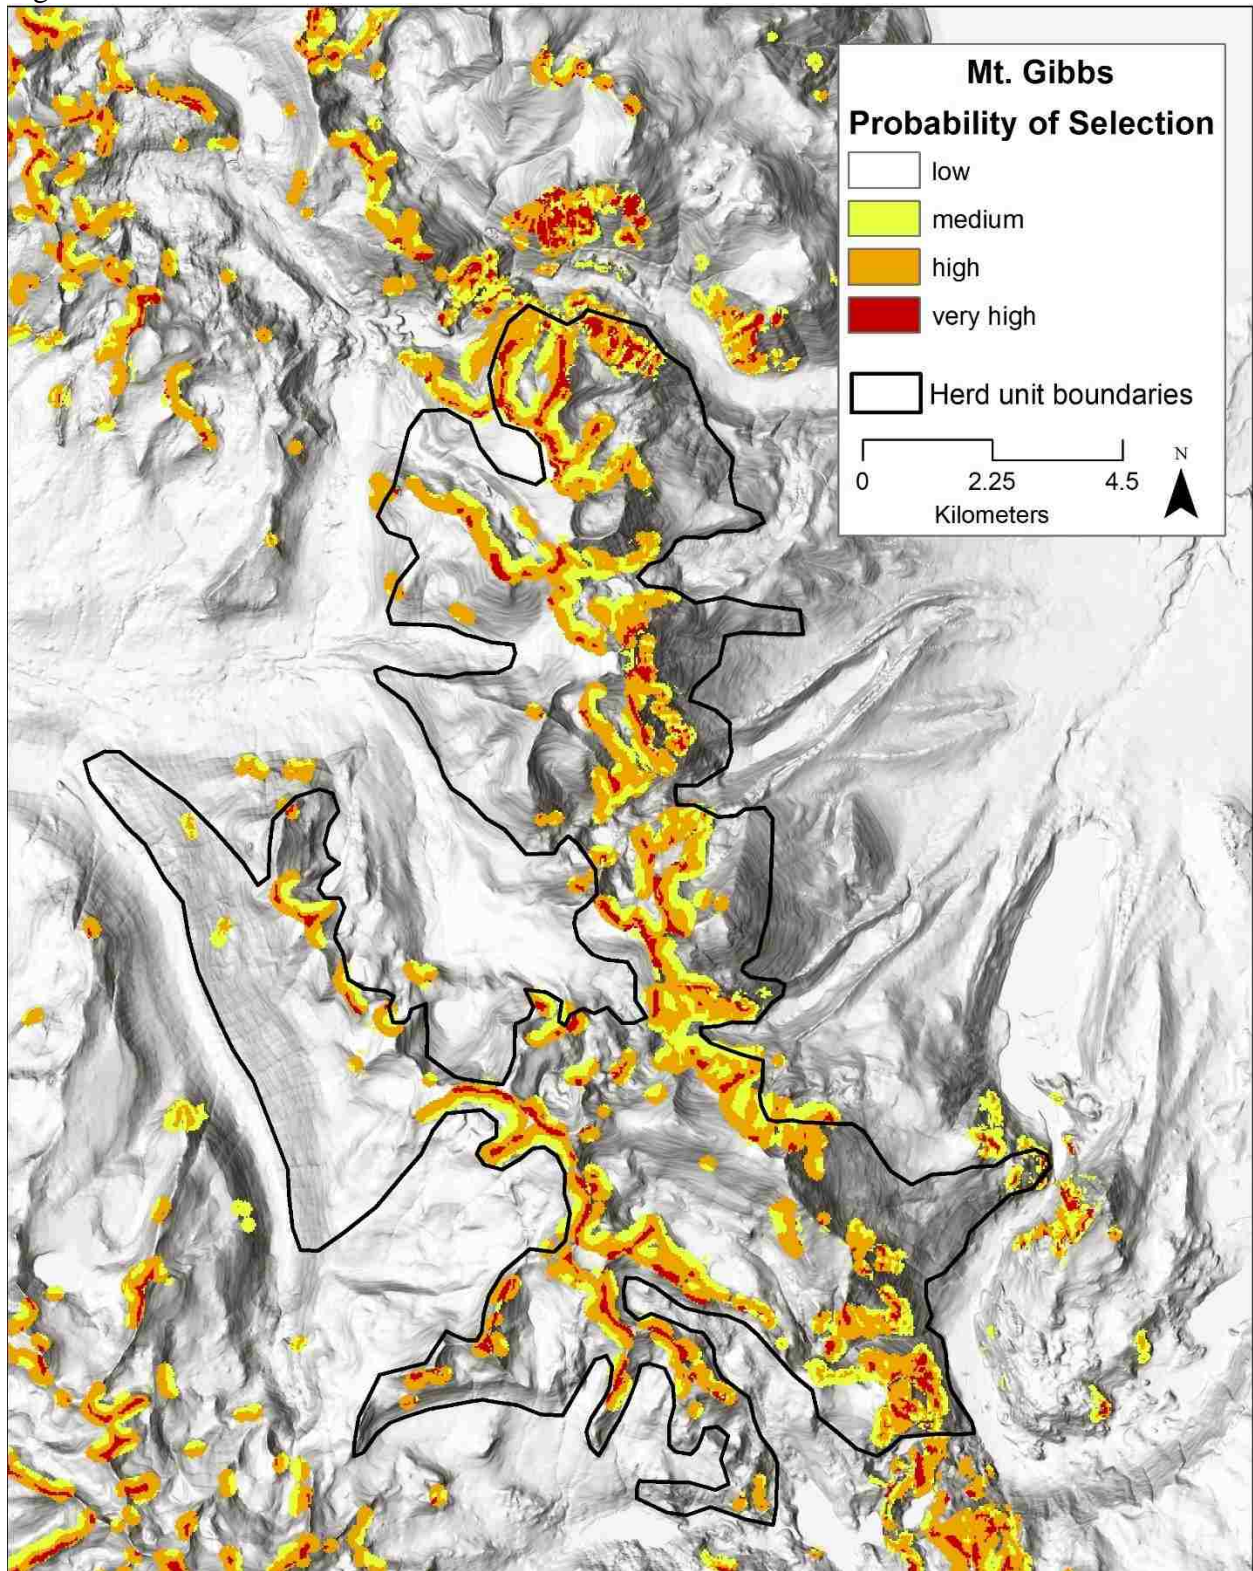 Mt. Gibbs
Probability of Selection
low
medium
high
very high
Herd unit boundaries
N
0 2.25 4.5
Kilometers